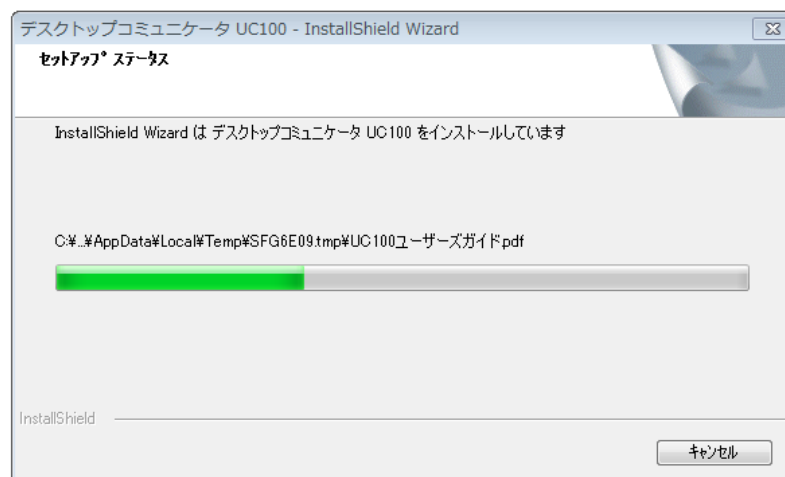 デスクトップコミュニケータ UC100 - InstallShield Wizard
セットアップ ステータス
InstallShield Wizard は デスクトップコミュニケータ UC100 をインストールしています
C:¥...¥AppData¥Local¥Temp¥SFG6E09.tmp¥UC100ユーザーズガイド.pdf
InstallShield
キャンセル